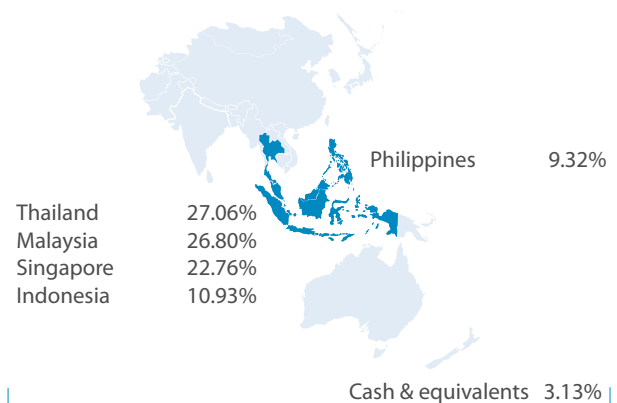 Philippines 9.32%
Thailand 27.06%
Malaysia 26.80%
Singapore 22.76%
Indonesia 10.93%
Cash & equivalents 3.13%